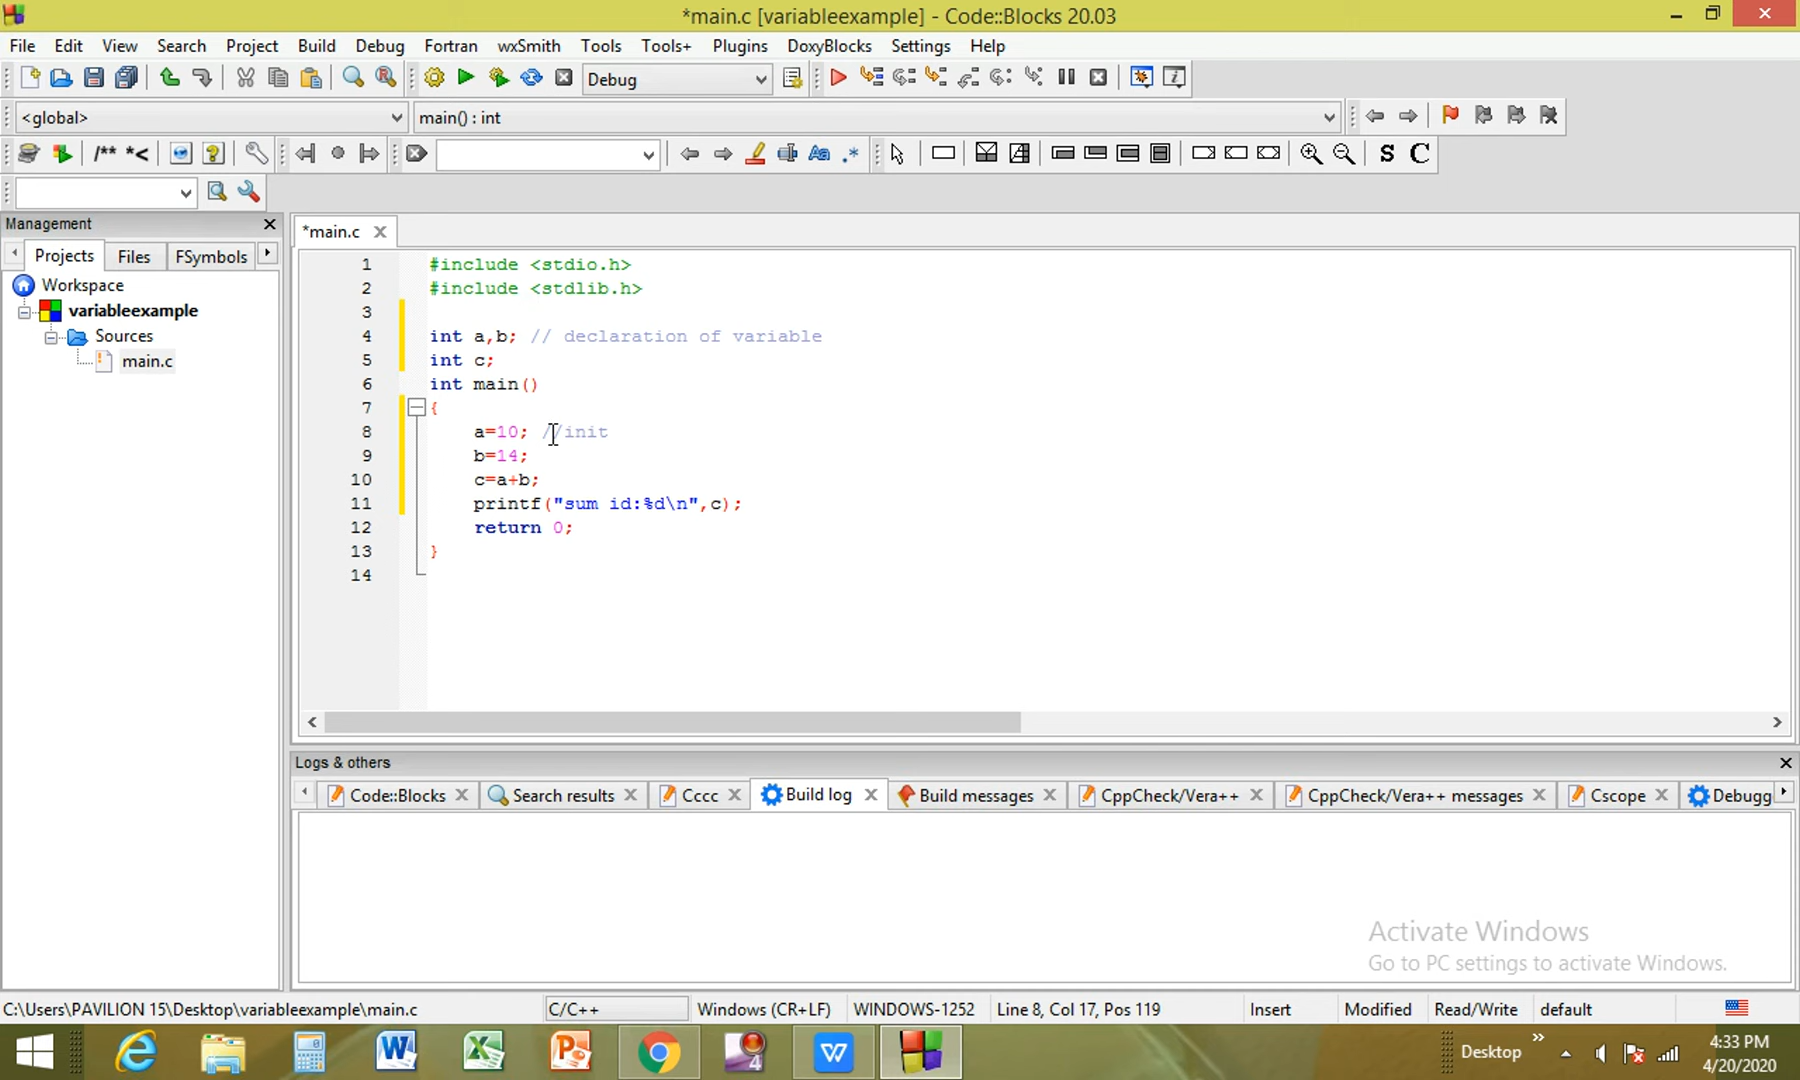 *main.c [variableexample] - Code::Blocks 20.03
File Edit View Search Project Build Debug Fortran wxSmith Tools Tools+ Plugins DoxyBlocks Settings Help
Debug
<global> main() : int
/** *< Aa .* S C
Management
Projects Files FSymbols
Workspace
variableexample
Sources
main.c
*main.c
1 #include <stdio.h>
2 #include <stdlib.h>
3
4 int a,b; // declaration of variable
5 int c;
6 int main()
7 {
8 a=10; //init
9 b=14;
10 c=a+b;
11 printf("sum id:%d\n",c);
12 return 0;
13 }
14
Logs & others
Code::Blocks Search results Cccc Build log Build messages CppCheck/Vera++ CppCheck/Vera++ messages Cscope Debugg
Activate Windows
Go to PC settings to activate Windows.
C:\Users\PAVILION 15\Desktop\variableexample\main.c C/C++ Windows (CR+LF) WINDOWS-1252 Line 8, Col 17, Pos 119 Insert Modified Read/Write default
Desktop 4:33 PM
4/20/2020